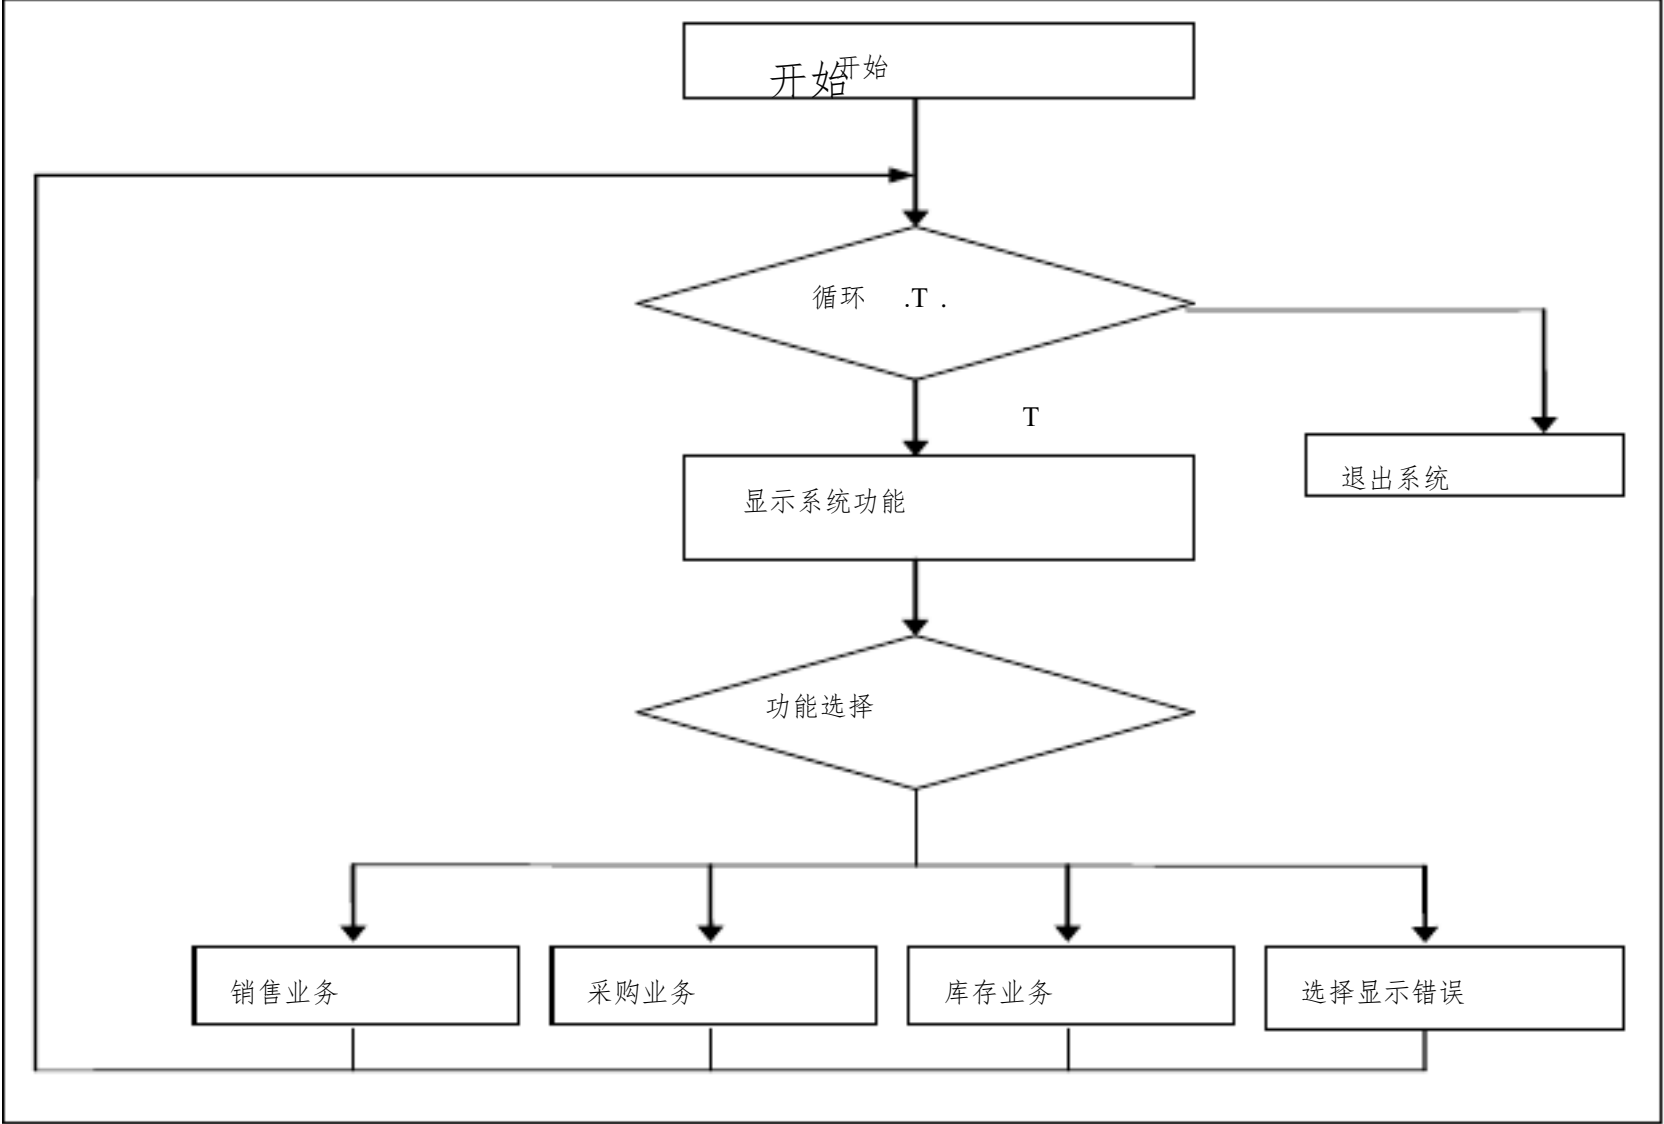 开始
开始
循环 .T .
T
退出系统
显示系统功能
功能选择
销售业务 采购业务 库存业务 选择显示错误